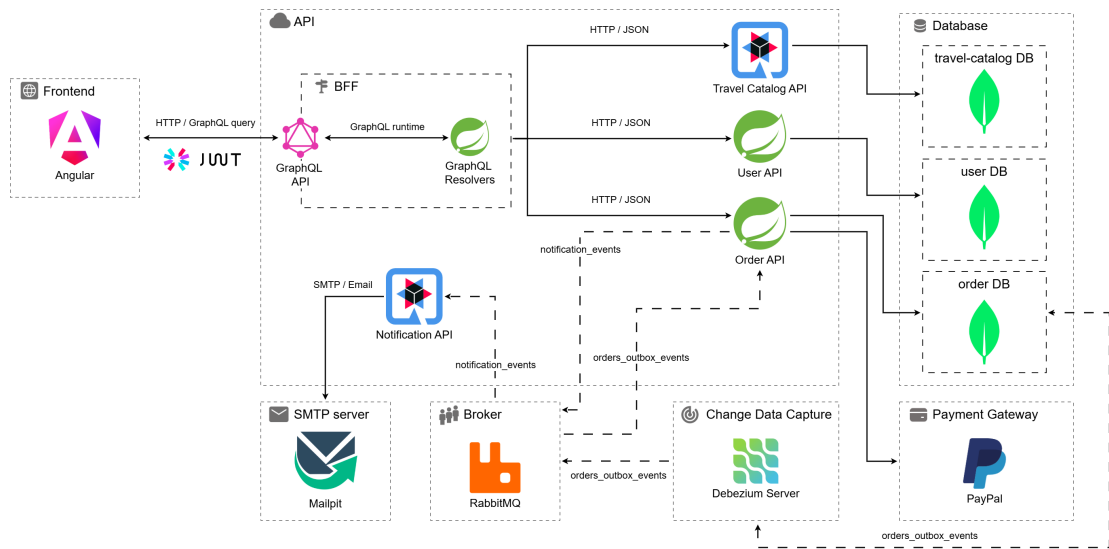 API
Database
HTTP / JSON
travel-catalog DB
Frontend
BFF
Travel Catalog API
HTTP / GraphQL query
GraphQL runtime
HTTP / JSON
JWT
Angular
GraphQL
API
GraphQL
Resolvers
User API
user DB
HTTP / JSON
notification_events
Order API
SMTP / Email
order DB
Notification API
notification_events
orders_outbox_events
SMTP server
Broker
Change Data Capture
Payment Gateway
orders_outbox_events
Mailpit
RabbitMQ
Debezium Server
PayPal
orders_outbox_events